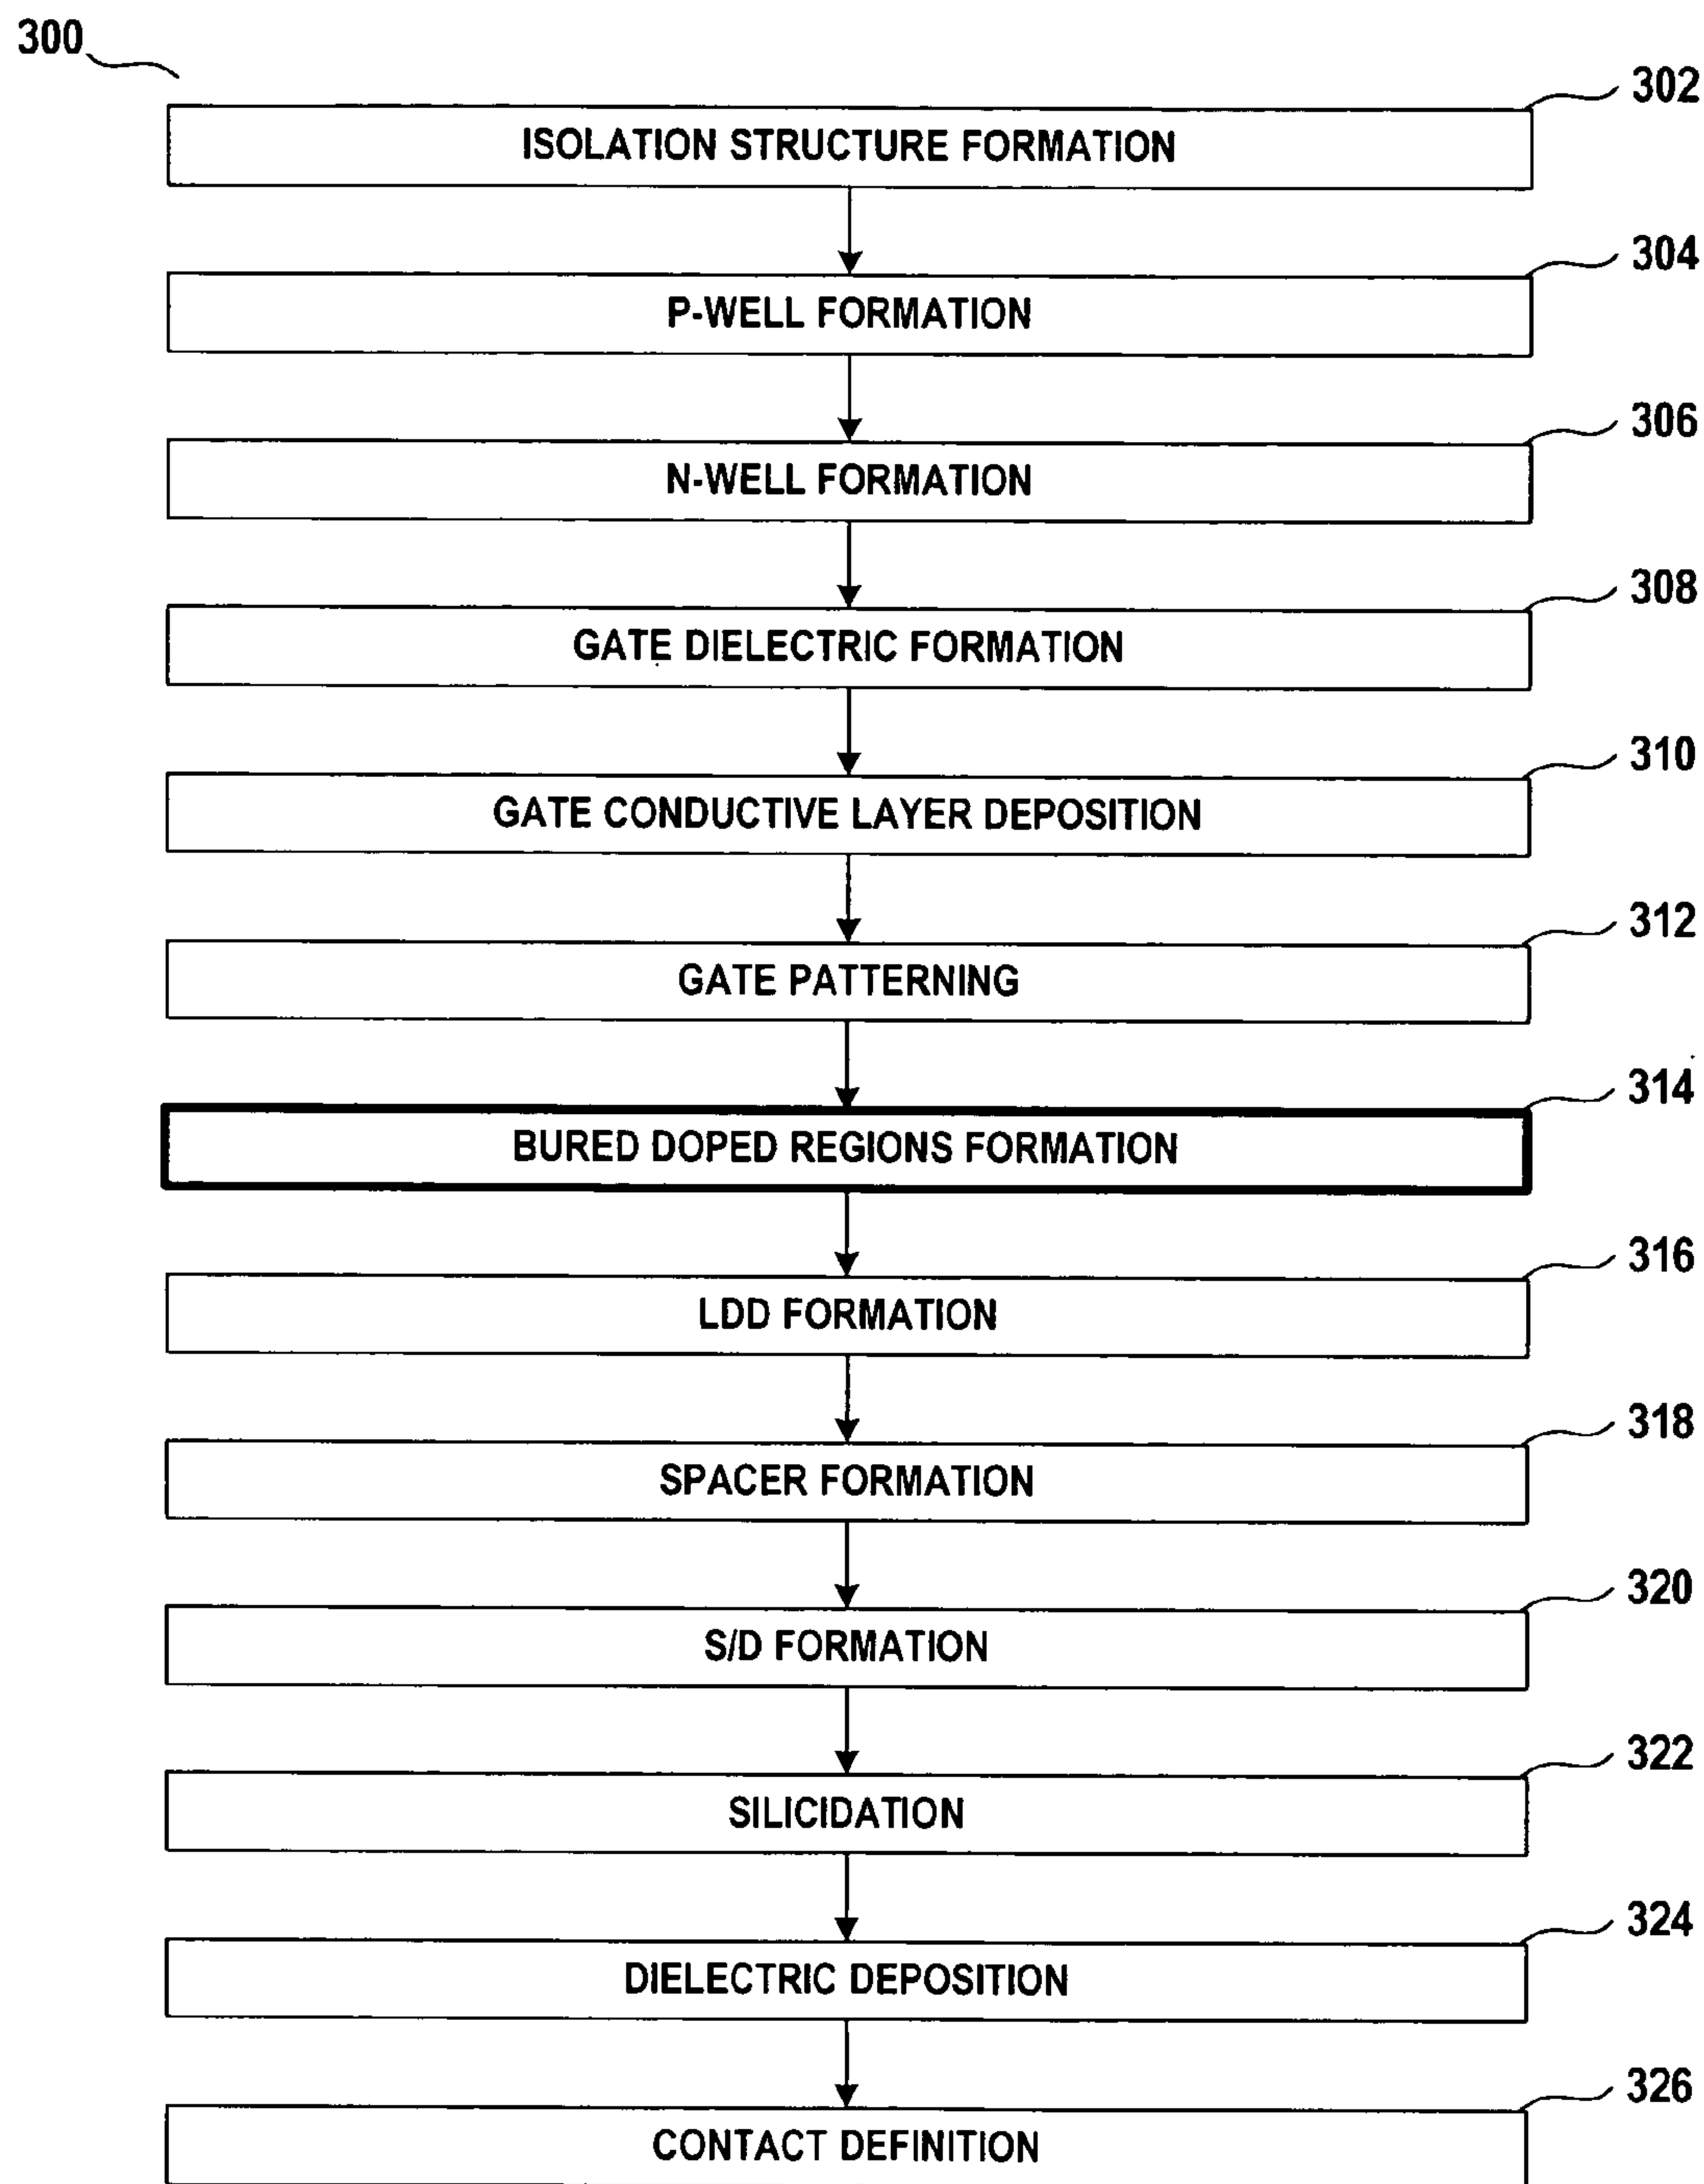 300
302
ISOLATION STRUCTURE FORMATION
304
P-WELL FORMATION
306
N-WELL FORMATION
308
GATE DIELECTRIC FORMATION
310
GATE CONDUCTIVE LAYER DEPOSITION
312
GATE PATTERNING
314
BURED DOPED REGIONS FORMATION
316
LDD FORMATION
318
SPACER FORMATION
320
S/D FORMATION
322
SILICIDATION
324
DIELECTRIC DEPOSITION
326
CONTACT DEFINITION